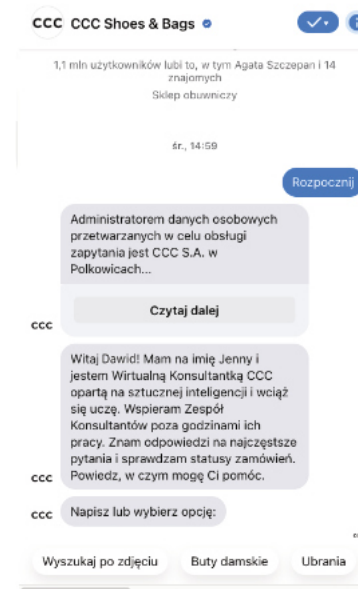 CCC CCC Shoes & Bags
1,1 mln użytkowników lubi to, w tym Agata Szczepan i 14
znajomych
Sklep obuwniczy
śr., 14:59
Rozpocznij
Administratorem danych osobowych
przetwarzanych w celu obsługi
zapytania jest CCC S.A. w
Polkowicach...
Czytaj dalej
CCC
Witaj Dawid! Mam na imię Jenny i
jestem Wirtualną Konsultantką CCC
opartą na sztucznej inteligencji i wciąż
się uczę. Wspieram Zespół
Konsultantów poza godzinami ich
pracy. Znam odpowiedzi na najczęstsze
pytania i sprawdzam statusy zamówień.
Powiedz, w czym mogę Ci pomóc.
CCC
CCC Napisz lub wybierz opcję:
Wyszukaj po zdjęciu Buty damskie Ubrania